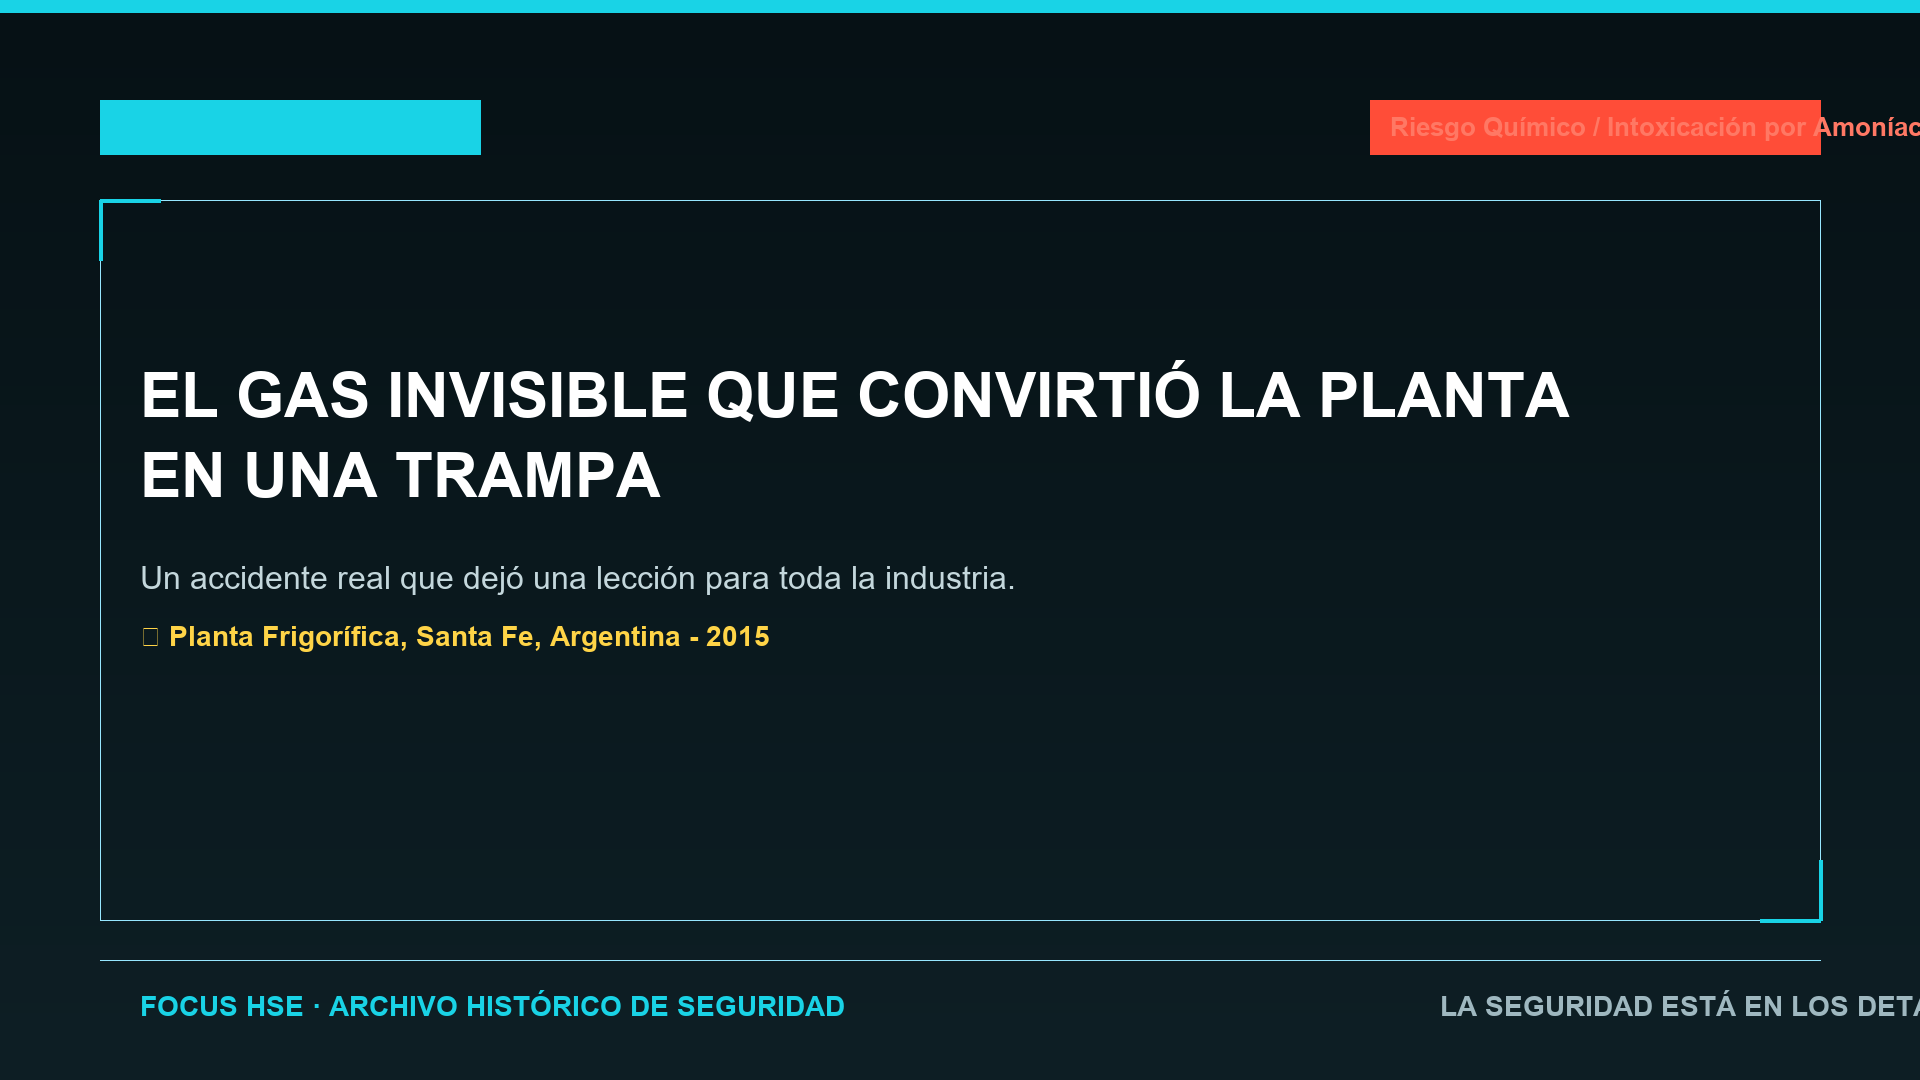 Riesgo Químico / Intoxicación por Amoníac
EL GAS INVISIBLE QUE CONVIRTIÓ LA PLANTA
EN UNA TRAMPA
Un accidente real que dejó una lección para toda la industria.
Planta Frigorífica, Santa Fe, Argentina - 2015
FOCUS HSE · ARCHIVO HISTÓRICO DE SEGURIDAD
LA SEGURIDAD ESTÁ EN LOS DETA